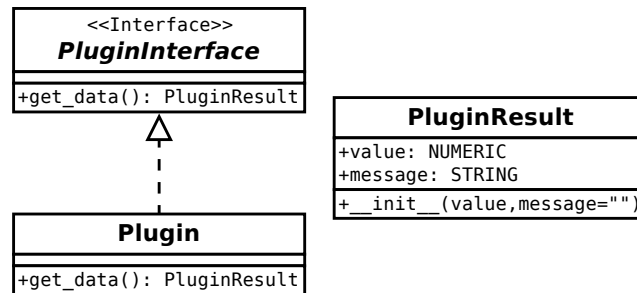 <<Interface>>
PluginInterface
+get_data(): PluginResult
PluginResult
+value: NUMERIC
+message: STRING
+__init__(value,message="")
Plugin
+get_data(): PluginResult